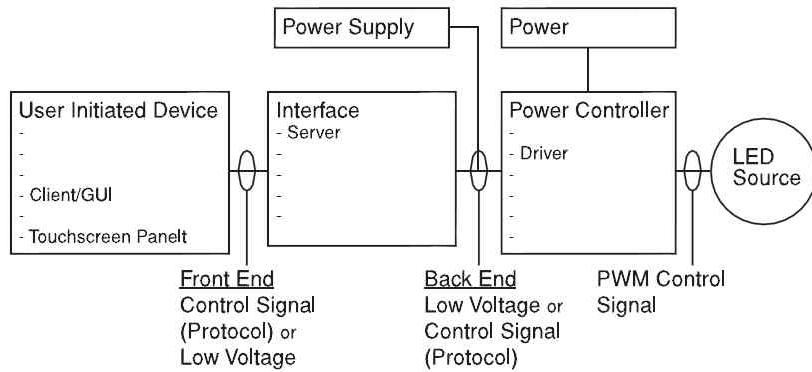 Power Supply
Power
User Initiated Device
-
-
-
- Client/GUI
-
- Touchscreen Panelt
Interface
- Server
-
-
-
-
Power Controller
-
- Driver
-
-
-
-
LED
Source
Front End
Control Signal
(Protocol) or
Low Voltage
Back End
Low Voltage or
Control Signal
(Protocol)
PWM Control
Signal